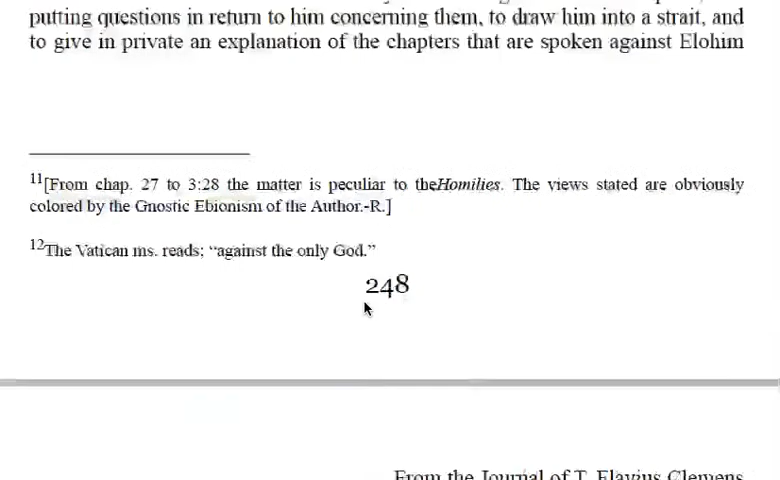 putting questions in return to him concerning them, to draw him into a strait, and
to give in private an explanation of the chapters that are spoken against Elohim
11[From chap. 27 to 3:28 the matter is peculiar to theHomilies. The views stated are obviously
colored by the Gnostic Ebionism of the Author.-R.]
12The Vatican ms. reads; “against the only God.”
248
From the Journal of T. Flavius Clemens